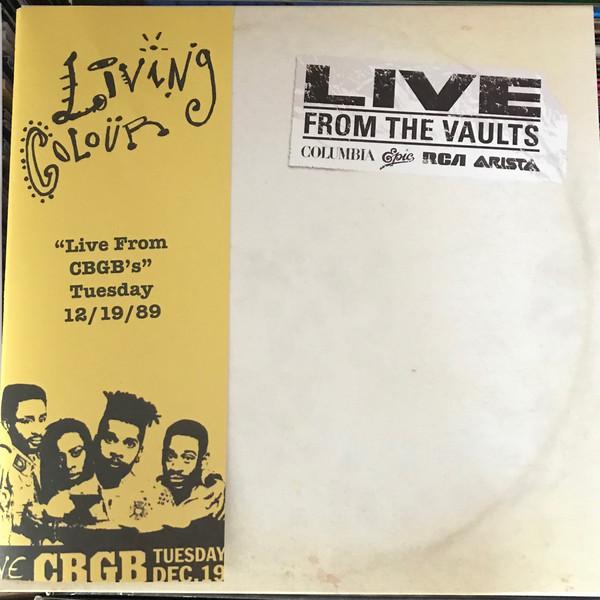 Living
Colour
"Live From
CBGB's"
Tuesday
12/19/89
VE CBGB TUESDAY
DEC.19
LIVE
FROM THE VAULTS
COLUMBIA Epic RCA ARISTA